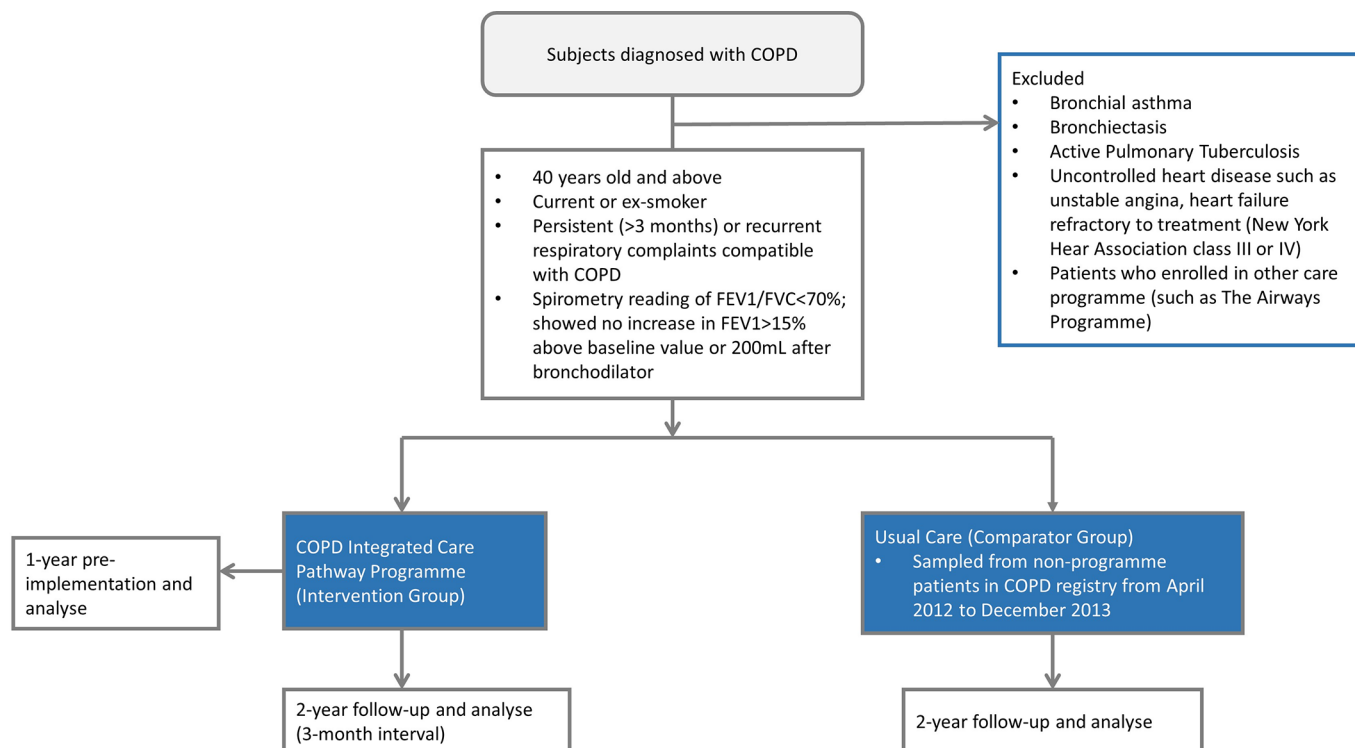 Subjects diagnosed with COPD
Excluded
• Bronchial asthma
• Bronchiectasis
• Active Pulmonary Tuberculosis
• Uncontrolled heart disease such as
unstable angina, heart failure
refractory to treatment (New York
Hear Association class III or IV)
• Patients who enrolled in other care
programme (such as The Airways
Programme)
• 40 years old and above
• Current or ex-smoker
• Persistent (>3 months) or recurrent
respiratory complaints compatible
with COPD
• Spirometry reading of FEV1/FVC<70%;
showed no increase in FEV1>15%
above baseline value or 200mL after
bronchodilator
1-year pre-
implementation and
analyse
COPD Integrated Care
Pathway Programme
(Intervention Group)
Usual Care (Comparator Group)
• Sampled from non-programme
patients in COPD registry from April
2012 to December 2013
2-year follow-up and analyse
(3-month interval)
2-year follow-up and analyse